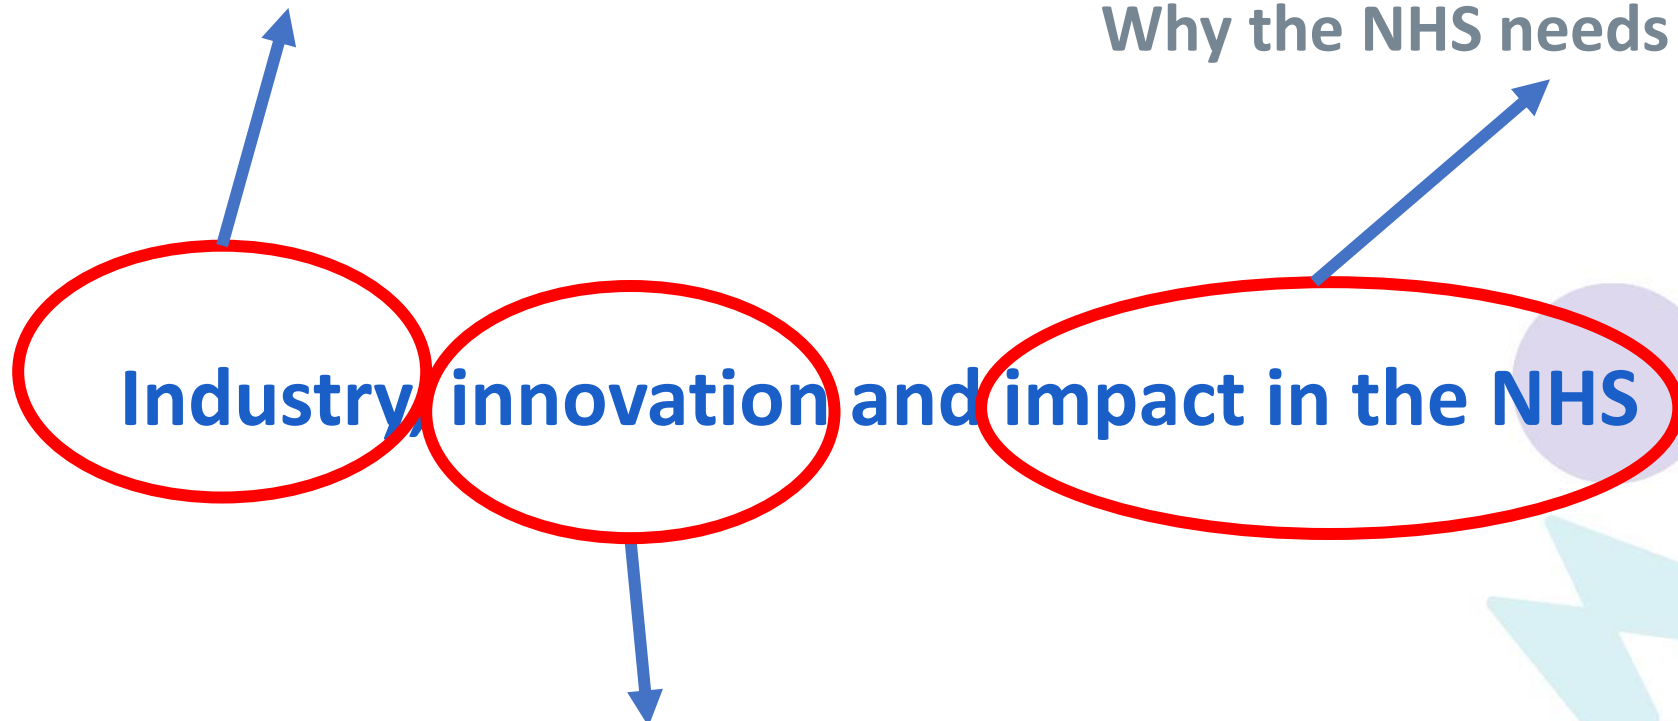 Why the NHS needs
Industry, innovation and impact in the NHS